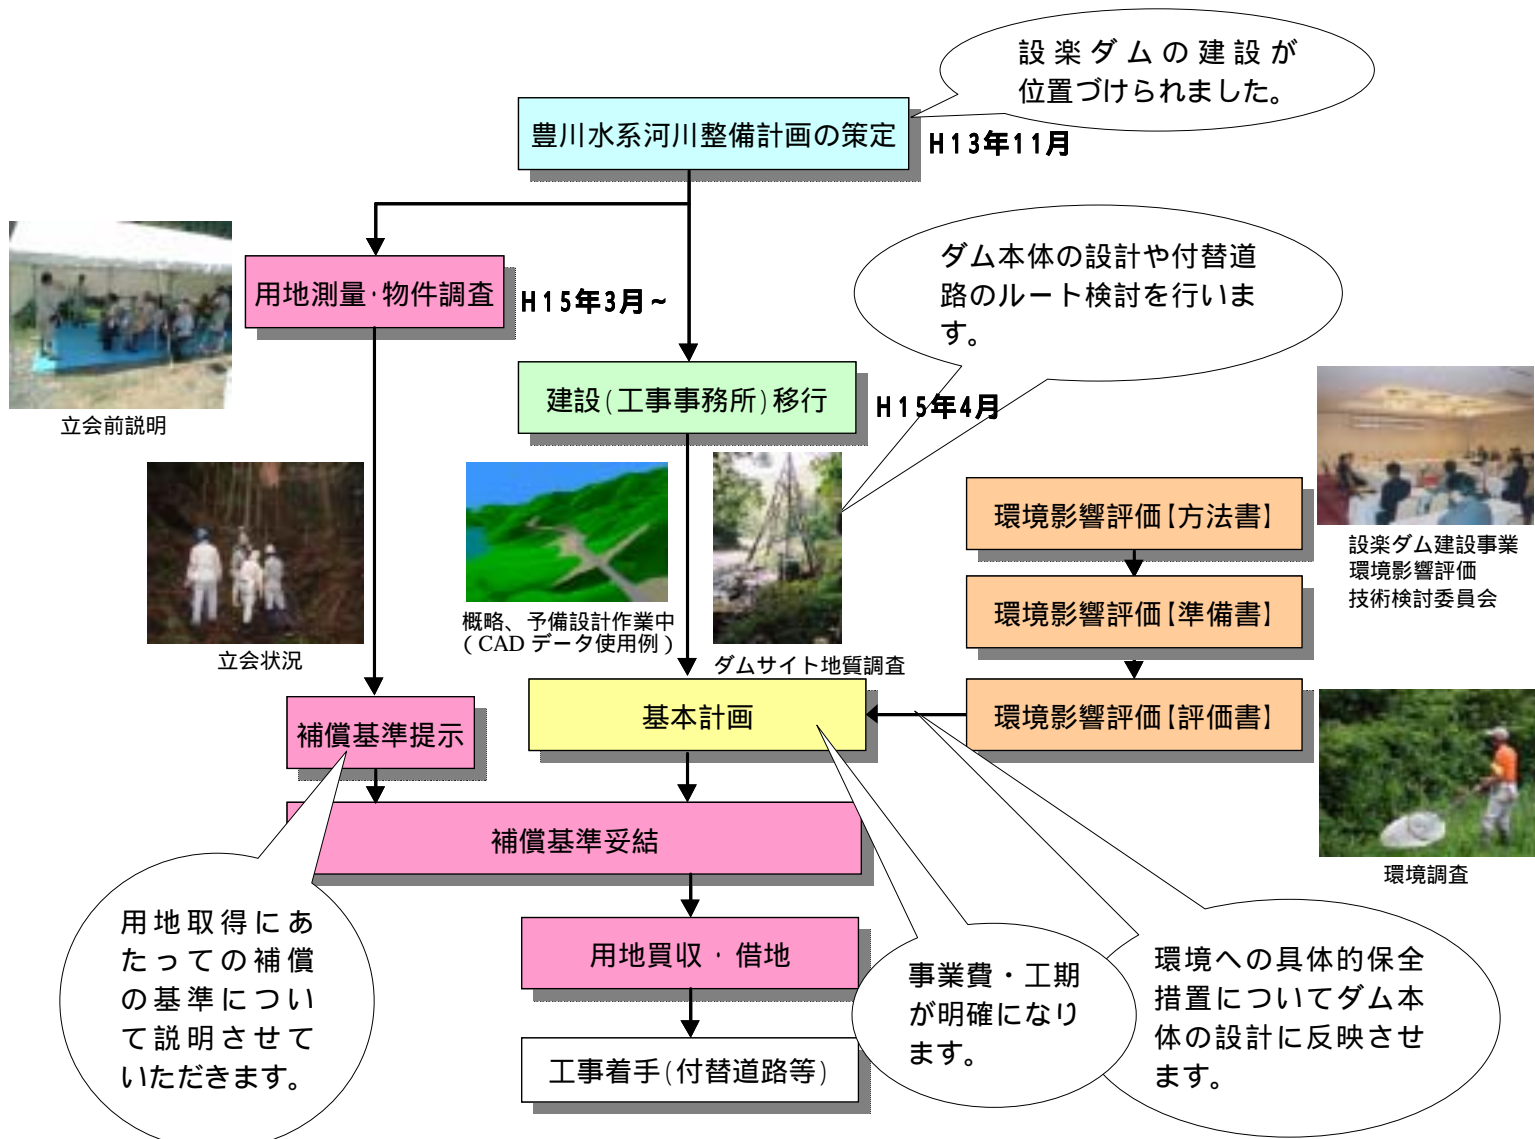 設楽ダムの建設が
位置づけられました。
豊川水系河川整備計画の策定
H13年11月
用地測量･物件調査
H15年3月~
ダム本体の設計や付替道
路のルート検討を行いま
す。
立会前説明
建設(工事事務所)移行
H15年4月
環境影響評価【方法書】
設楽ダム建設事業
環境影響評価
技術検討委員会
環境影響評価【準備書】
概略、予備設計作業中
(CADデータ使用例)
立会状況
ダムサイト地質調査
補償基準提示
基本計画
環境影響評価【評価書】
補償基準妥結
環境調査
用地取得にあ
たっての補償
の基準につい
て説明させて
いただきます。
用地買収・借地
事業費・工期
が明確になり
ます。
環境への具体的保全
措置についてダム本
体の設計に反映させ
ます。
工事着手(付替道路等)